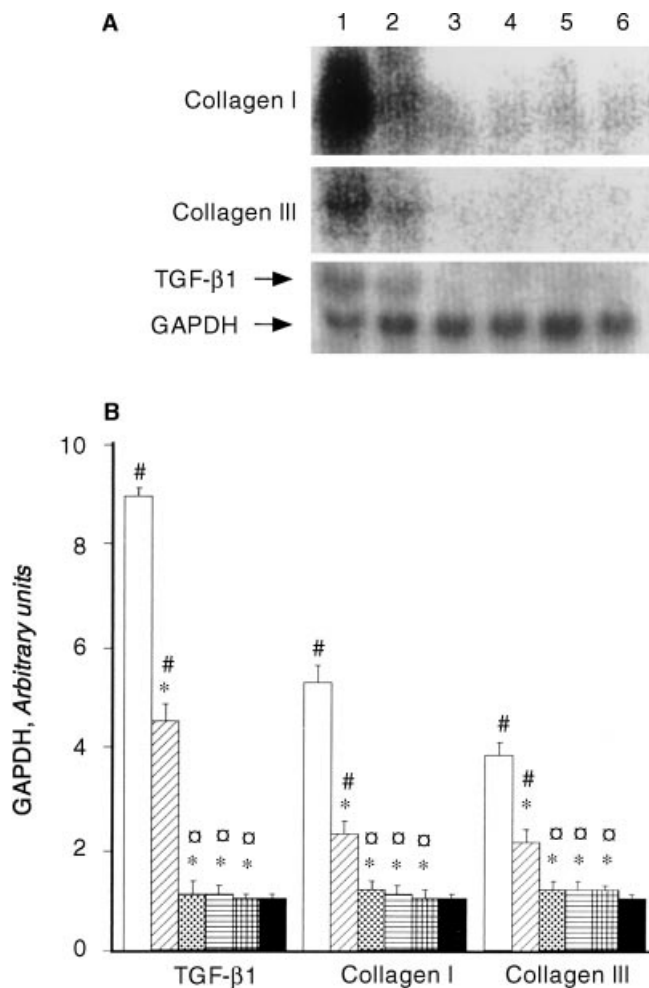 A 1 2 3 4 5 6
Collagen I
Collagen III
TGF-β1
GAPDH
B
GAPDH, Arbitrary units
10
8
6
4
2
0
#
#
*
¤ ¤ ¤
* * *
#
#
*
¤ ¤ ¤
* * *
#
#
*
¤ ¤ ¤
* * *
TGF-β1 Collagen I Collagen III